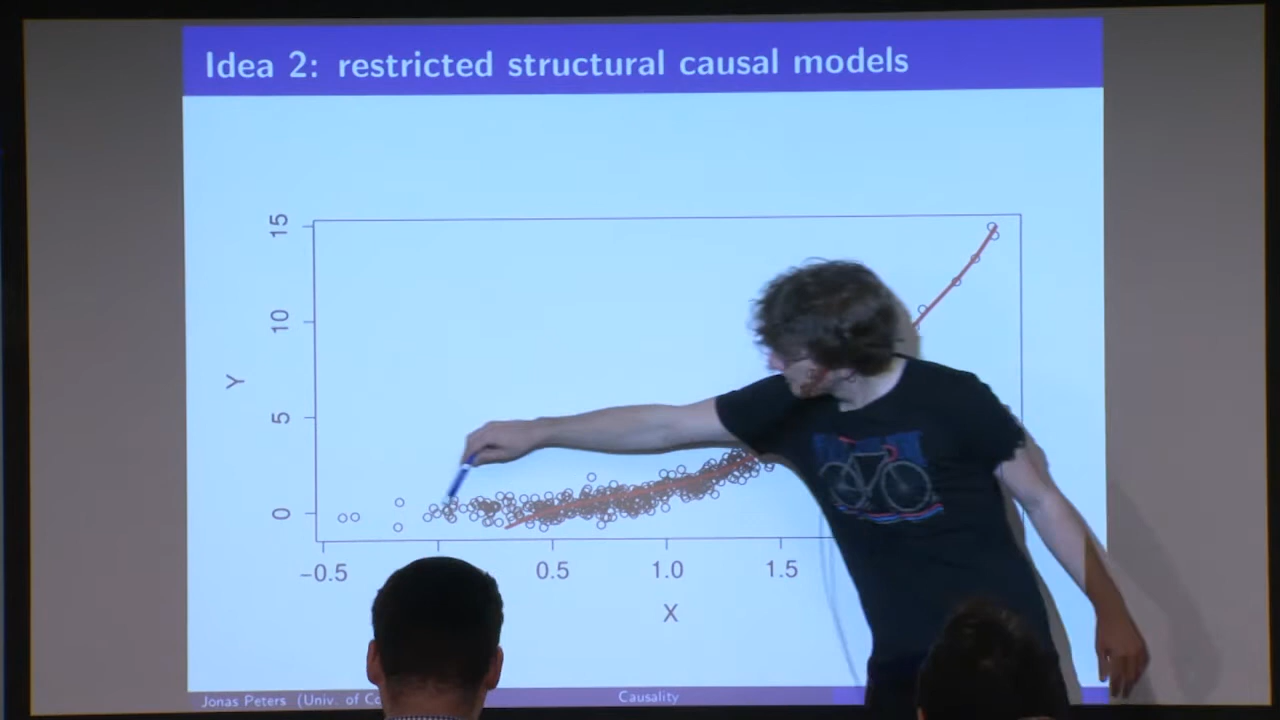 Idea 2: restricted structural causal models
15
10
5
0
Y
−0.5
0.5
1.0
1.5
X
Jonas Peters (Univ. of
Causality